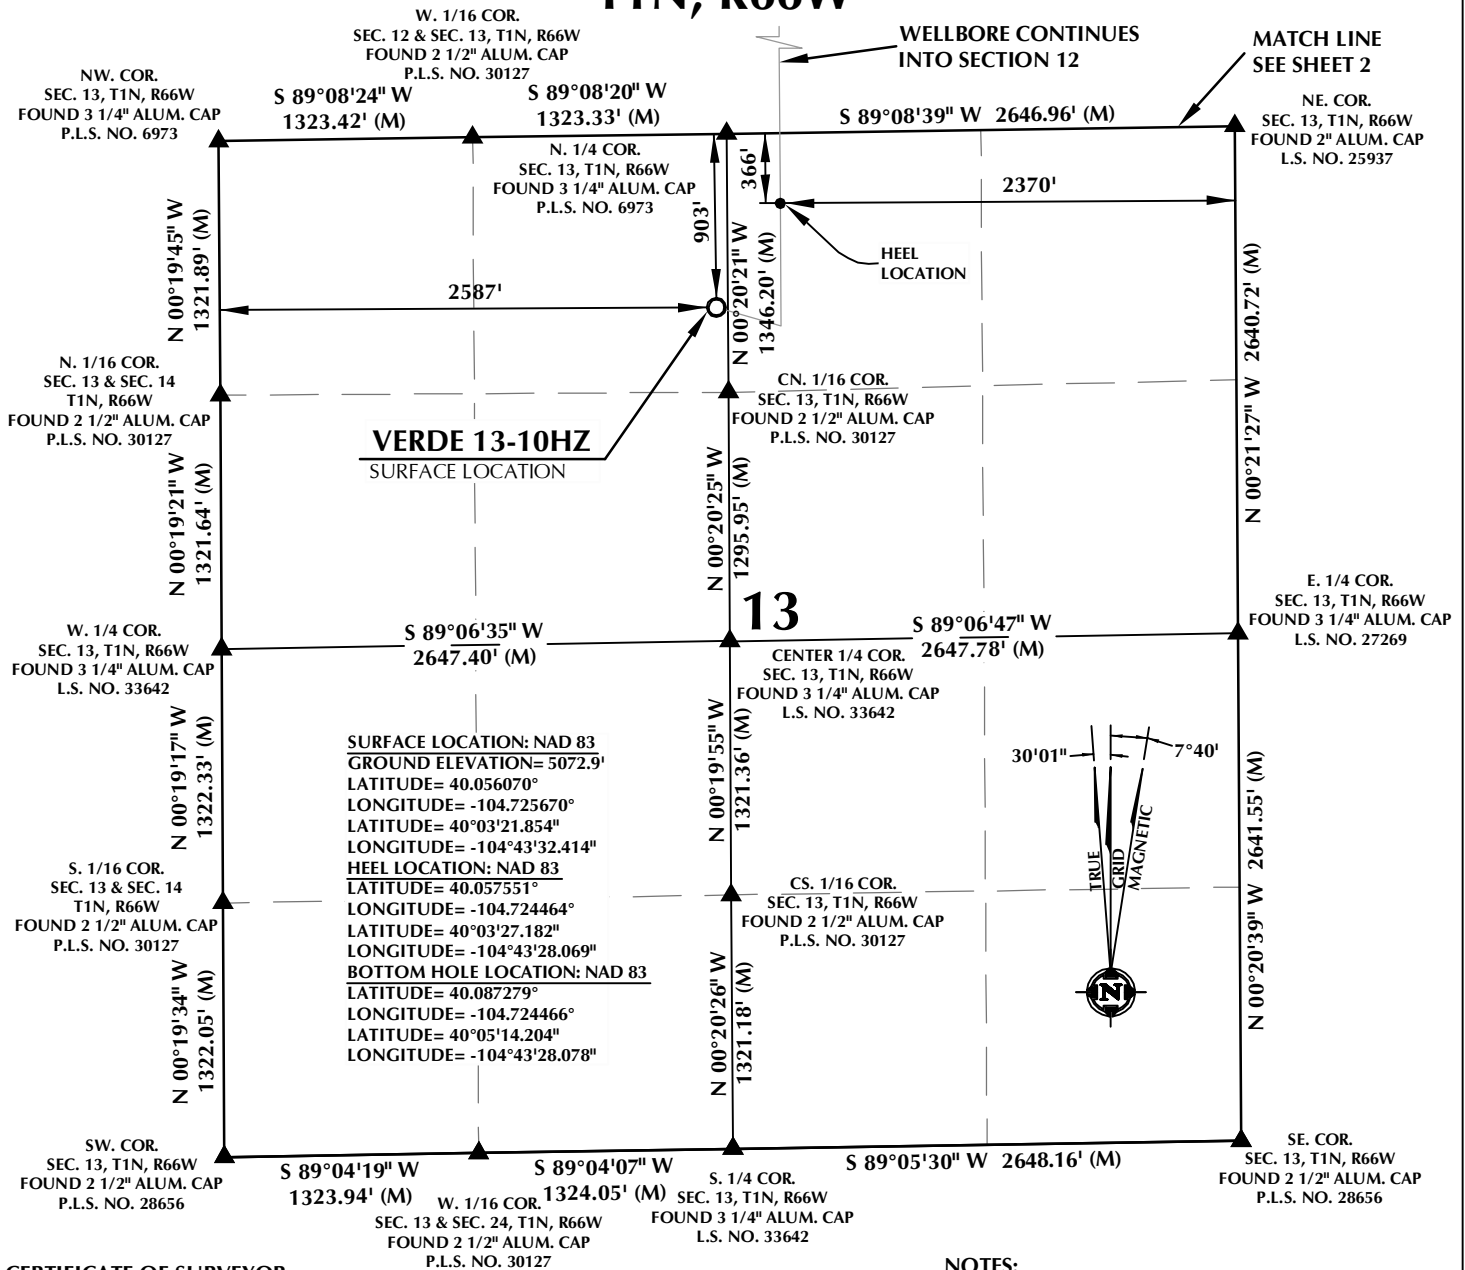 T1N, R66W
W. 1/16 COR.
SEC. 12 & SEC. 13, T1N, R66W
FOUND 2 1/2" ALUM. CAP
P.L.S. NO. 30127
WELLBORE CONTINUES
INTO SECTION 12
MATCH LINE
SEE SHEET 2
NW. COR.
SEC. 13, T1N, R66W
FOUND 3 1/4" ALUM. CAP
P.L.S. NO. 6973
S 89°08'24" W
1323.42' (M)
S 89°08'20" W
1323.33' (M)
S 89°08'39" W 2646.96' (M)
NE. COR.
SEC. 13, T1N, R66W
FOUND 2" ALUM. CAP
L.S. NO. 25937
N. 1/4 COR.
SEC. 13, T1N, R66W
FOUND 3 1/4" ALUM. CAP
P.L.S. NO. 6973
366'
2370'
903'
HEEL
LOCATION
N 00°19'45" W
1321.89' (M)
2587'
N 00°20'21" W
1346.20' (M)
N 00°21'27" W 2640.72' (M)
N. 1/16 COR.
SEC. 13 & SEC. 14
T1N, R66W
FOUND 2 1/2" ALUM. CAP
P.L.S. NO. 30127
CN. 1/16 COR.
SEC. 13, T1N, R66W
FOUND 2 1/2" ALUM. CAP
P.L.S. NO. 30127
VERDE 13-10HZ
SURFACE LOCATION
N 00°19'21" W
1321.64' (M)
N 00°20'25" W
1295.95' (M)
13
W. 1/4 COR.
SEC. 13, T1N, R66W
FOUND 3 1/4" ALUM. CAP
L.S. NO. 33642
S 89°06'35" W
2647.40' (M)
S 89°06'47" W
2647.78' (M)
E. 1/4 COR.
SEC. 13, T1N, R66W
FOUND 3 1/4" ALUM. CAP
L.S. NO. 27269
CENTER 1/4 COR.
SEC. 13, T1N, R66W
FOUND 3 1/4" ALUM. CAP
L.S. NO. 33642
N 00°19'17" W
1322.33' (M)
SURFACE LOCATION: NAD 83
GROUND ELEVATION= 5072.9'
LATITUDE= 40.056070°
LONGITUDE= -104.725670°
LATITUDE= 40°03'21.854"
LONGITUDE= -104°43'32.414"
HEEL LOCATION: NAD 83
LATITUDE= 40.057551°
LONGITUDE= -104.724464°
LATITUDE= 40°03'27.182"
LONGITUDE= -104°43'28.069"
BOTTOM HOLE LOCATION: NAD 83
LATITUDE= 40.087279°
LONGITUDE= -104.724466°
LATITUDE= 40°05'14.204"
LONGITUDE= -104°43'28.078"
N 00°19'55" W
1321.36' (M)
30'01"
7°40'
TRUE
GRID
MAGNETIC
N
N 00°20'39" W 2641.55' (M)
S. 1/16 COR.
SEC. 13 & SEC. 14
T1N, R66W
FOUND 2 1/2" ALUM. CAP
P.L.S. NO. 30127
CS. 1/16 COR.
SEC. 13, T1N, R66W
FOUND 2 1/2" ALUM. CAP
P.L.S. NO. 30127
N 00°19'34" W
1322.05' (M)
N 00°20'26" W
1321.18' (M)
SW. COR.
SEC. 13, T1N, R66W
FOUND 2 1/2" ALUM. CAP
P.L.S. NO. 28656
S 89°04'19" W
1323.94' (M)
S 89°04'07" W
1324.05' (M)
S 89°05'30" W 2648.16' (M)
SE. COR.
SEC. 13, T1N, R66W
FOUND 2 1/2" ALUM. CAP
P.L.S. NO. 28656
W. 1/16 COR.
SEC. 13 & SEC. 24, T1N, R66W
FOUND 2 1/2" ALUM. CAP
P.L.S. NO. 30127
S. 1/4 COR.
SEC. 13, T1N, R66W
FOUND 3 1/4" ALUM. CAP
L.S. NO. 33642
CERTIFICATE OF SURVEYOR
NOTES: